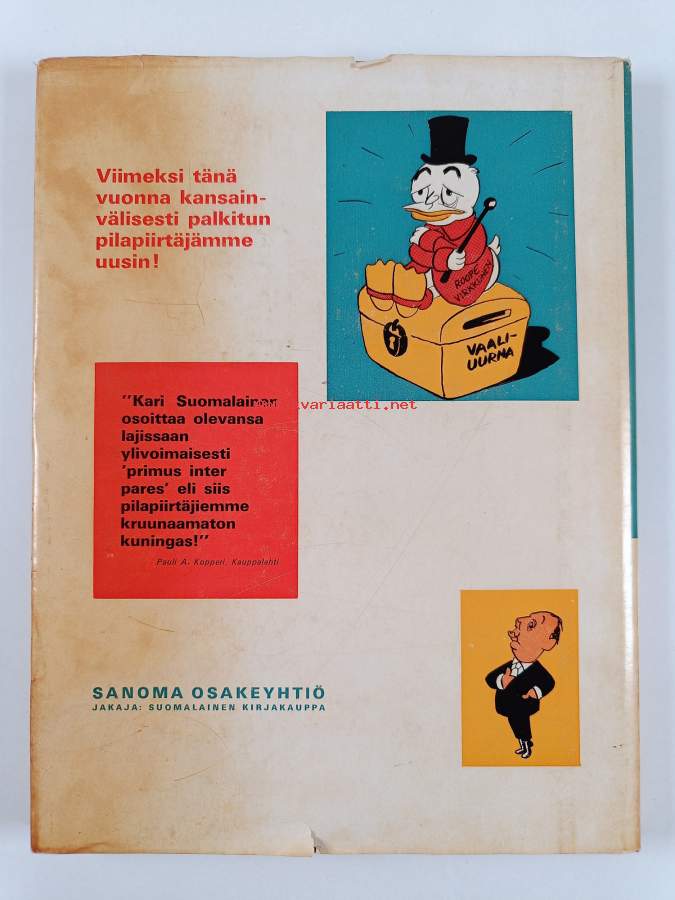 Viimeksi tänä
vuonna kansain-
välisesti palkitun
pilapiirtäjämme
uusin!
ROOPE
VIRKKUNEN
VAALI-
UURNA
"Kari Suomalainen
osoittaa olevansa
lajissaan
ylivoimaisesti
'primus inter
pares' eli siis
pilapiirtäjiemme
kruunaamaton
kuningas!"
Pauli A. Kopperi, Kauppalehti
SANOMA OSAKEYHTIÖ
JAKAJA: SUOMALAINEN KIRJAKAUPPA